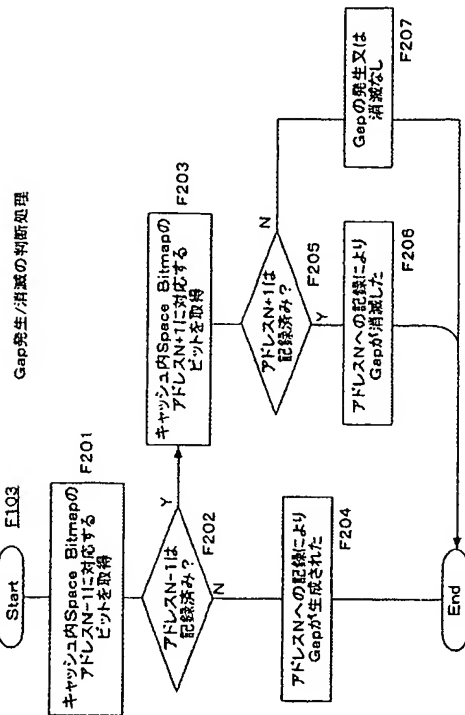 Gap発生/消滅の判断処理
F103
Start
F201
キャッシュ内Space Bitmapの
アドレスN-1に対応する
ビットを取得
F202
アドレスN-1は
記録済み?
Y
N
F203
キャッシュ内Space Bitmapの
アドレスN+1に対応する
ビットを取得
F204
アドレスNへの記録により
Gapが生成された
F205
アドレスN+1は
記録済み?
Y
N
F206
アドレスNへの記録により
Gapが消滅した
F207
Gapの発生又は
消滅なし
End